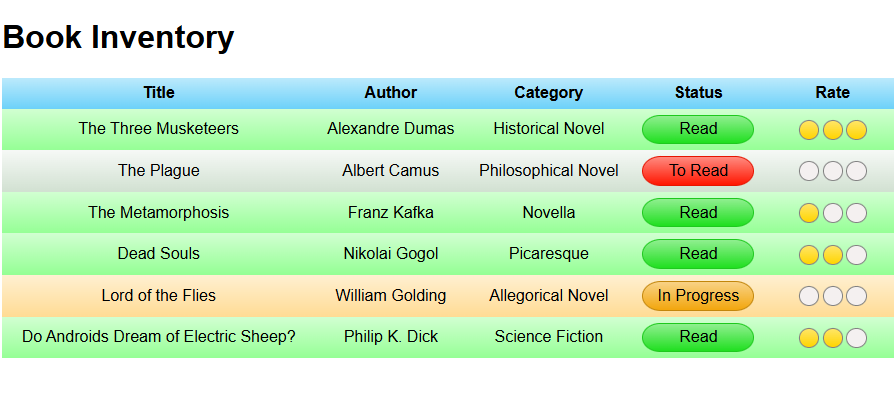 Book Inventory
Title Author Category Status Rate
The Three Musketeers Alexandre Dumas Historical Novel Read
The Plague Albert Camus Philosophical Novel To Read
The Metamorphosis Franz Kafka Novella Read
Dead Souls Nikolai Gogol Picaresque Read
Lord of the Flies William Golding Allegorical Novel In Progress
Do Androids Dream of Electric Sheep? Philip K. Dick Science Fiction Read